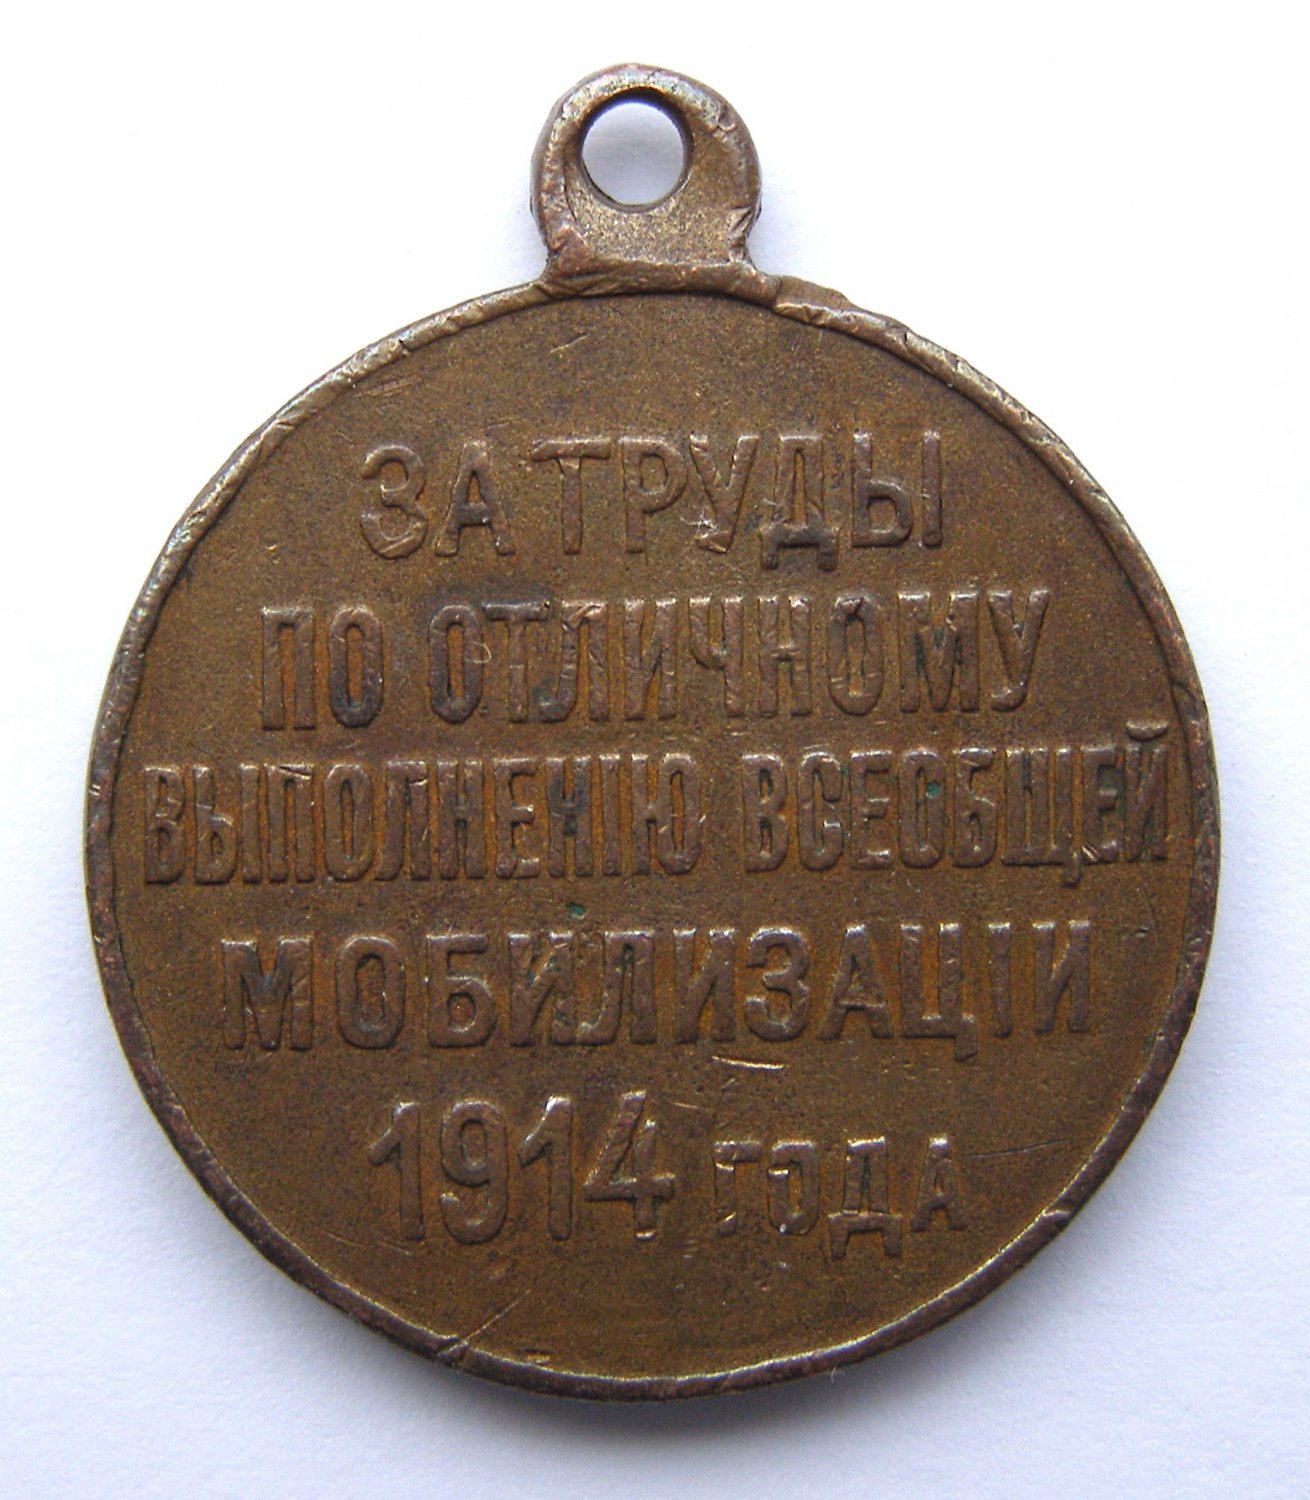 ЗА ТРУДЫ
ПО ОТЛИЧНОМУ
ВЫПОЛНЕНІЮ ВСЕОБЩЕЙ
МОБИЛИЗАЦІИ
1914 ГОДА